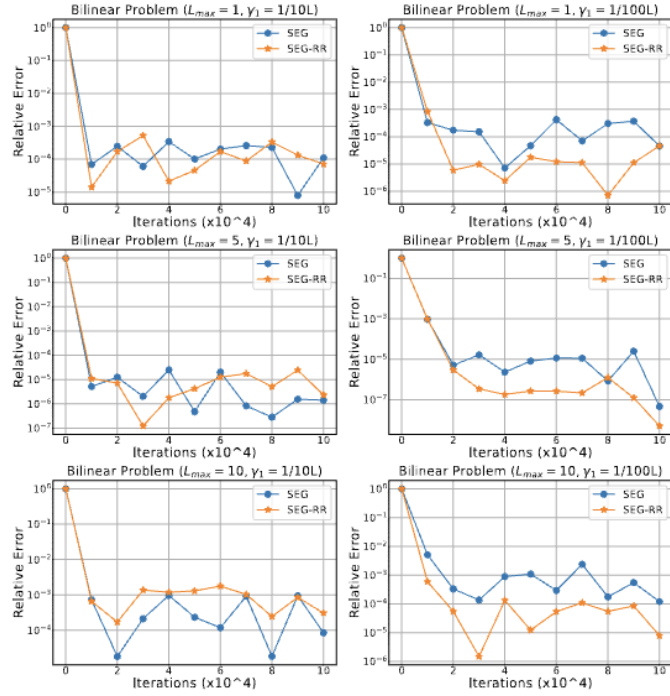 Bilinear Problem (L_max = 1, γ₁ = 1/10L)
10⁰
10⁻¹
10⁻²
10⁻³
10⁻⁴
10⁻⁵
Relative Error
SEG
SEG-RR
0 2 4 6 8 10
Iterations (x10^4)
Bilinear Problem (L_max = 1, γ₁ = 1/100L)
10⁰
10⁻¹
10⁻²
10⁻³
10⁻⁴
10⁻⁵
10⁻⁶
Relative Error
SEG
SEG-RR
0 2 4 6 8 10
Iterations (x10^4)
Bilinear Problem (L_max = 5, γ₁ = 1/10L)
10⁰
10⁻¹
10⁻²
10⁻³
10⁻⁴
10⁻⁵
10⁻⁶
10⁻⁷
Relative Error
SEG
SEG-RR
0 2 4 6 8 10
Iterations (x10^4)
Bilinear Problem (L_max = 5, γ₁ = 1/100L)
10⁻¹
10⁻³
10⁻⁵
10⁻⁷
Relative Error
SEG
SEG-RR
0 2 4 6 8 10
Iterations (x10^4)
Bilinear Problem (L_max = 10, γ₁ = 1/10L)
10⁰
10⁻¹
10⁻²
10⁻³
10⁻⁴
Relative Error
SEG
SEG-RR
0 2 4 6 8 10
Iterations (x10^4)
Bilinear Problem (L_max = 10, γ₁ = 1/100L)
10⁰
10⁻¹
10⁻²
10⁻³
10⁻⁴
10⁻⁵
10⁻⁶
Relative Error
SEG
SEG-RR
0 2 4 6 8 10
Iterations (x10^4)